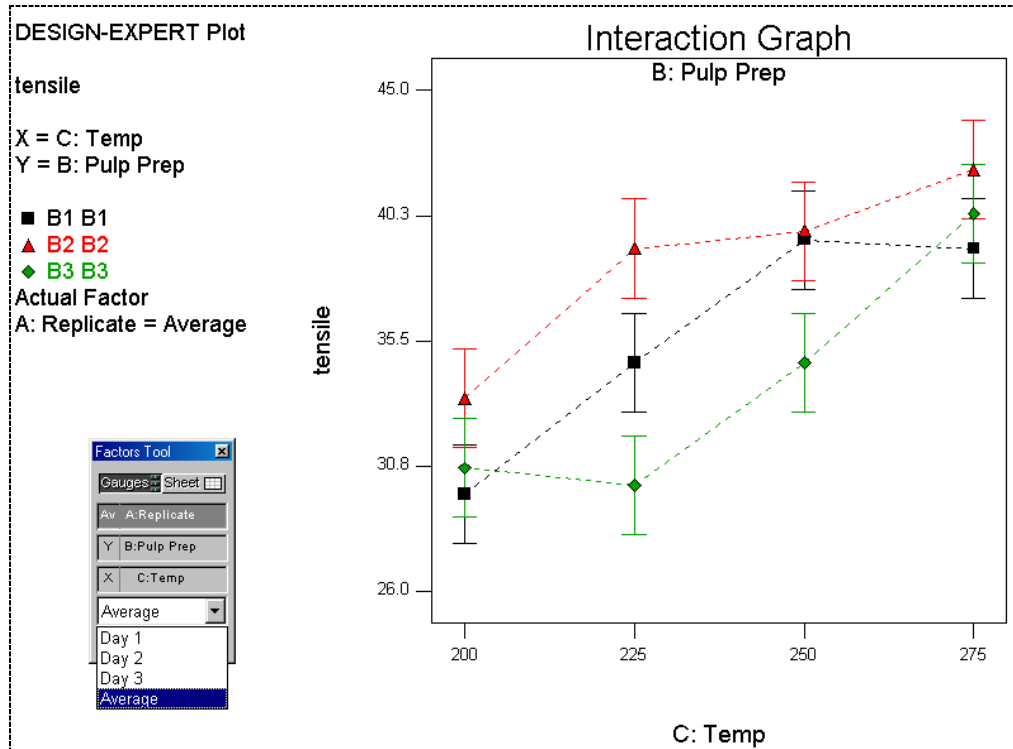 DESIGN-EXPERT Plot
tensile
X = C: Temp
Y = B: Pulp Prep
B1 B1
B2 B2
B3 B3
Actual Factor
A: Replicate = Average
Factors Tool
Gauges Sheet
Av A:Replicate
Y B:Pulp Prep
X C:Temp
Average
Day 1
Day 2
Day 3
Average
Interaction Graph
B: Pulp Prep
tensile
45.0
40.3
35.5
30.8
26.0
200 225 250 275
C: Temp